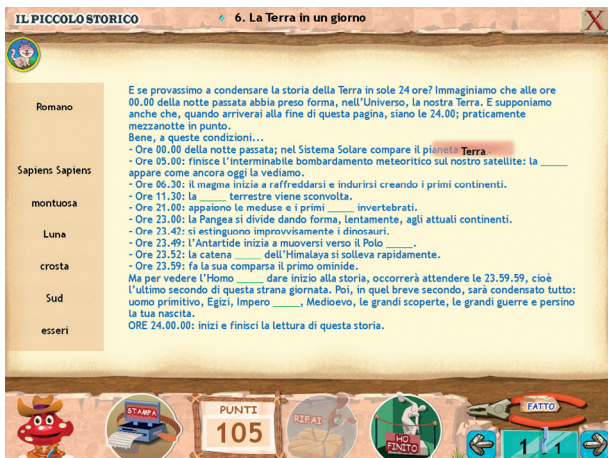 IL PICCOLO STORICO
6. La Terra in un giorno
X
Romano
Sapiens Sapiens
montuosa
Luna
crosta
Sud
esseri
E se provassimo a condensare la storia della Terra in sole 24 ore? Immaginiamo che alle ore
00.00 della notte passata abbia preso forma, nell'Universo, la nostra Terra. E supponiamo
anche che, quando arriverai alla fine di questa pagina, siano le 24.00; praticamente
mezzanotte in punto.
Bene, a queste condizioni...
- Ore 00.00 della notte passata; nel Sistema Solare compare il pianeta Terra.
- Ore 05.00: finisce l'interminabile bombardamento meteoritico sul nostro satellite: la _____
appare come ancora oggi la vediamo.
- Ore 06.30: il magma inizia a raffreddarsi e indurirsi creando i primi continenti.
- Ore 11.30: la _____ terrestre viene sconvolta.
- Ore 21.00: appaiono le meduse e i primi _____ invertebrati.
- Ore 23.00: la Pangea si divide dando forma, lentamente, agli attuali continenti.
- Ore 23.42: si estinguono improvvisamente i dinosauri.
- Ore 23.49: l'Antartide inizia a muoversi verso il Polo _____.
- Ore 23.52: la catena _____ dell'Himalaya si solleva rapidamente.
- Ore 23.59: fa la sua comparsa il primo ominide.
Ma per vedere l'Homo _____ dare inizio alla storia, occorrerà attendere le 23.59.59, cioè
l'ultimo secondo di questa strana giornata. Poi, in quel breve secondo, sarà condensato tutto:
uomo primitivo, Egizi, Impero _____, Medioevo, le grandi scoperte, le grandi guerre e persino
la tua nascita.
ORE 24.00.00: inizi e finisci la lettura di questa storia.
STAMPA
PUNTI
105
RIFAI
HO
FINITO
FATTO
1 / 1